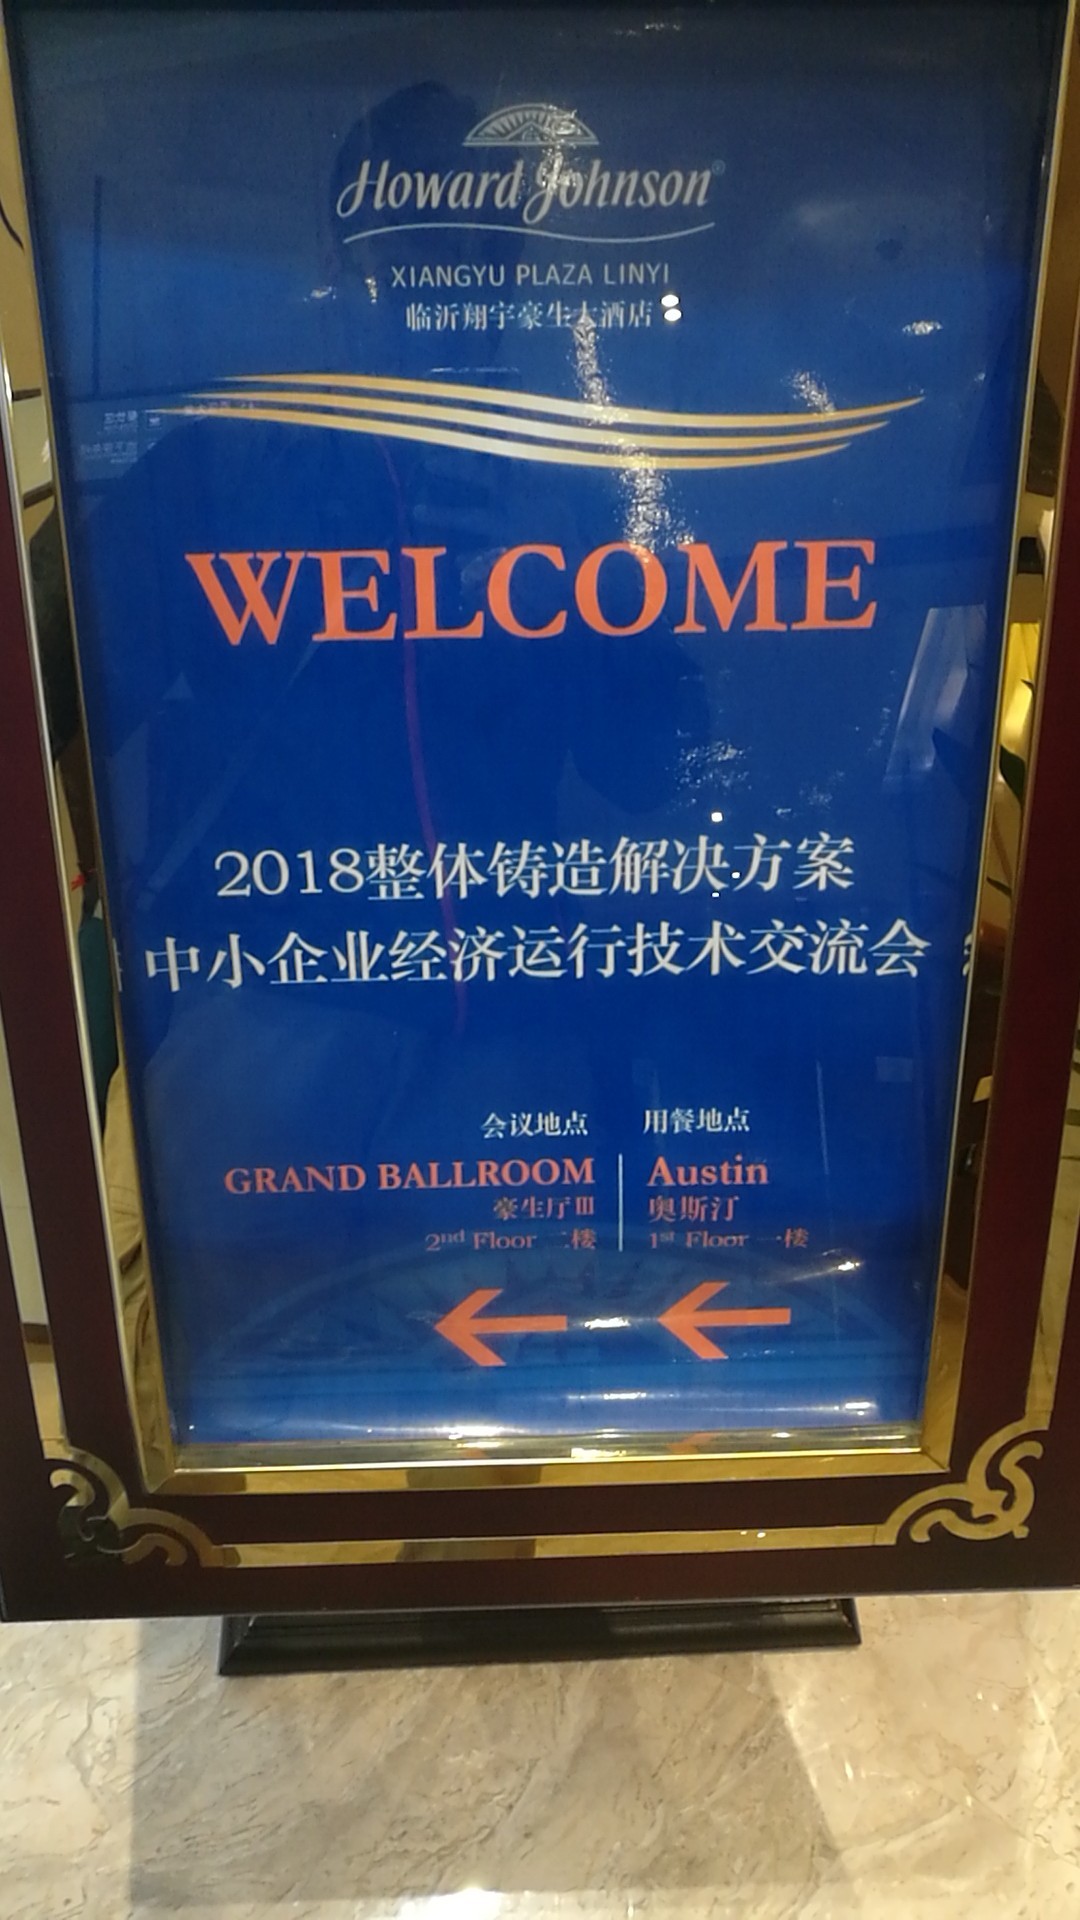 Howard Johnson®
XIANGYU PLAZA LINYI
临沂翔宇豪生大酒店
WELCOME
2018整体铸造解决方案
中小企业经济运行技术交流会
会议地点 用餐地点
GRAND BALLROOM Austin
豪生厅III 奥斯汀
2nd Floor 二楼 1st Floor 一楼